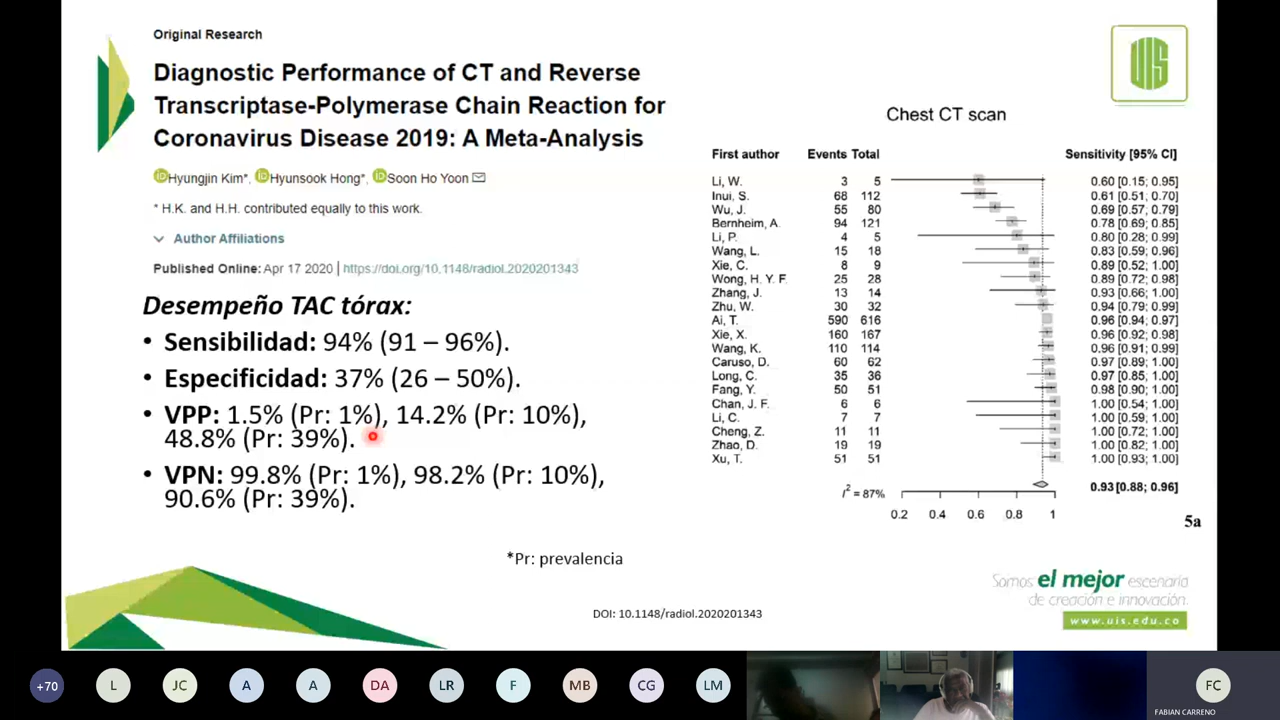 Original Research
Diagnostic Performance of CT and Reverse
Transcriptase-Polymerase Chain Reaction for
Coronavirus Disease 2019: A Meta-Analysis
Hyungjin Kim*, Hyunsook Hong*, Soon Ho Yoon
* H.K. and H.H. contributed equally to this work.
Author Affiliations
Published Online: Apr 17 2020 | https://doi.org/10.1148/radiol.2020201343
Desempeño TAC tórax:
• Sensibilidad: 94% (91 – 96%).
• Especificidad: 37% (26 – 50%).
• VPP: 1.5% (Pr: 1%), 14.2% (Pr: 10%),
48.8% (Pr: 39%).
• VPN: 99.8% (Pr: 1%), 98.2% (Pr: 10%),
90.6% (Pr: 39%).
*Pr: prevalencia
DOI: 10.1148/radiol.2020201343
UIS
Chest CT scan
First author Events Total Sensitivity [95% CI]
Li, W. 3 5 0.60 [0.15; 0.95]
Inui, S. 68 112 0.61 [0.51; 0.70]
Wu, J. 55 80 0.69 [0.57; 0.79]
Bernheim, A. 94 121 0.78 [0.69; 0.85]
Li, P. 4 5 0.80 [0.28; 0.99]
Wang, L. 15 18 0.83 [0.59; 0.96]
Xie, C. 8 9 0.89 [0.52; 1.00]
Wong, H. Y. F. 25 28 0.89 [0.72; 0.98]
Zhang, J. 13 14 0.93 [0.66; 1.00]
Zhu, W. 30 32 0.94 [0.79; 0.99]
Ai, T. 590 616 0.96 [0.94; 0.97]
Xie, X. 160 167 0.96 [0.92; 0.98]
Wang, K. 110 114 0.96 [0.91; 0.99]
Caruso, D. 60 62 0.97 [0.89; 1.00]
Long, C. 35 36 0.97 [0.85; 1.00]
Fang, Y. 50 51 0.98 [0.90; 1.00]
Chan, J. F. 6 6 1.00 [0.54; 1.00]
Li, C. 7 7 1.00 [0.59; 1.00]
Cheng, Z. 11 11 1.00 [0.72; 1.00]
Zhao, D. 19 19 1.00 [0.82; 1.00]
Xu, T. 51 51 1.00 [0.93; 1.00]
I² = 87% 0.93 [0.88; 0.96]
0.2 0.4 0.6 0.8 1
5a
Somos el mejor escenario
de creación e innovación.
www.uis.edu.co
+70 L JC A A DA LR F MB CG LM FC
FABIAN CARRENO